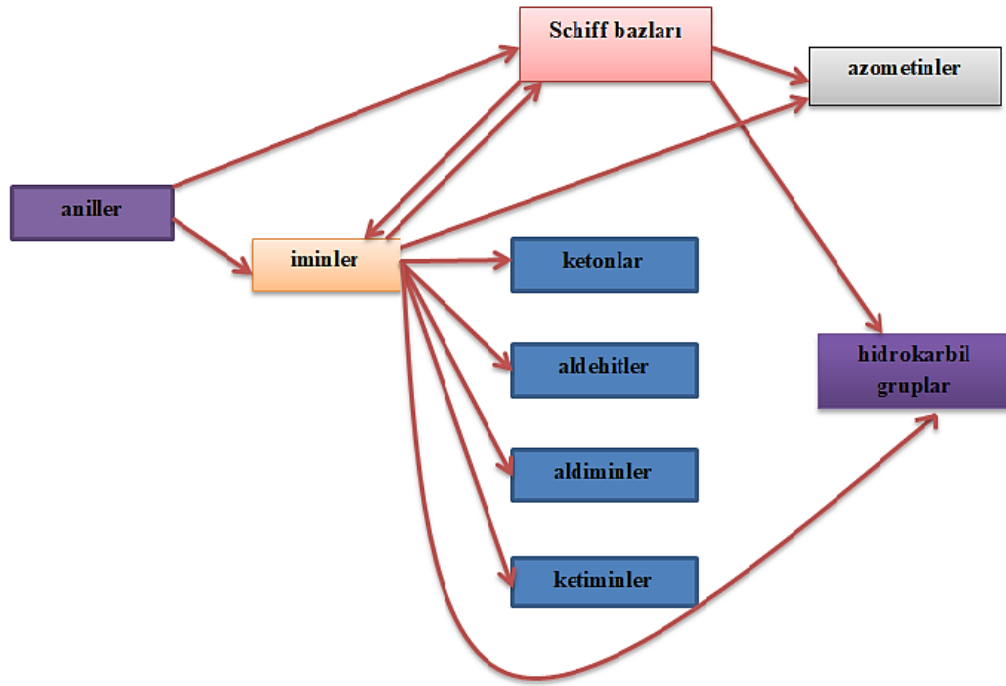 Schiff bazları
azometinler
aniller
iminler
ketonlar
aldehitler
hidrokarbil
gruplar
aldiminler
ketiminler